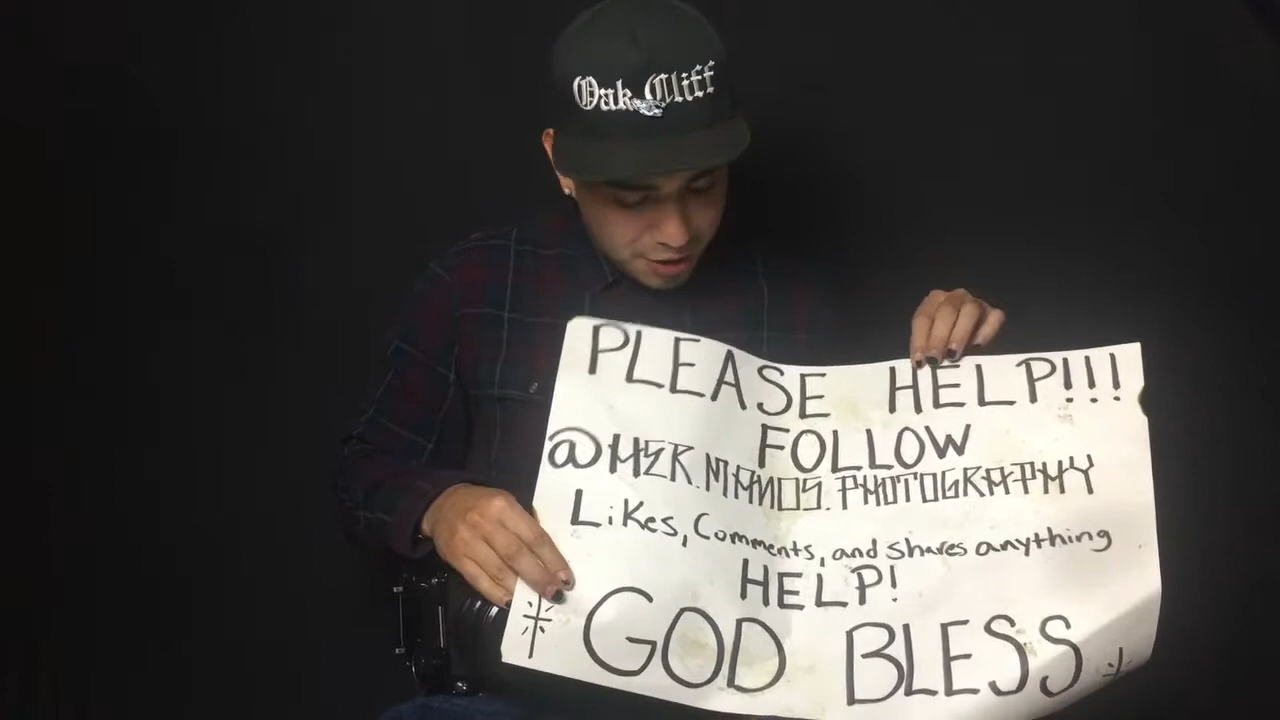 Oak Cliff
PLEASE HELP!!!
FOLLOW
@HER.MANOS.PHOTOGRAPHY
Likes, Comments, and shares anything
HELP!
GOD BLESS